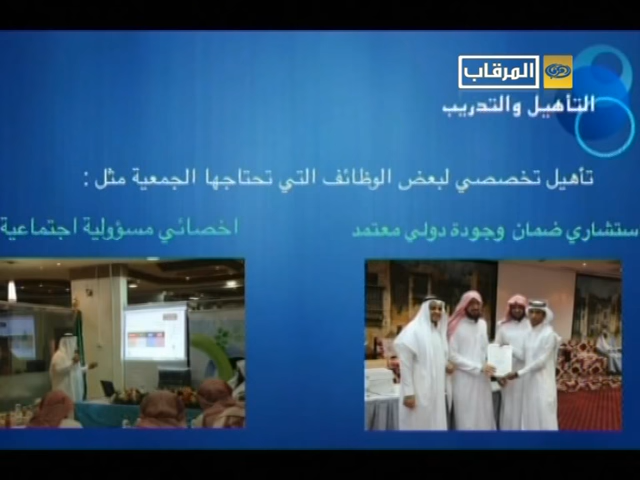 المرقاب
التأهيل والتدريب
تأهيل تخصصي لبعض الوظائف التي تحتاجها الجمعية مثل :
ستشاري ضمان وجودة دولي معتمد
اخصائي مسؤولية اجتماعية